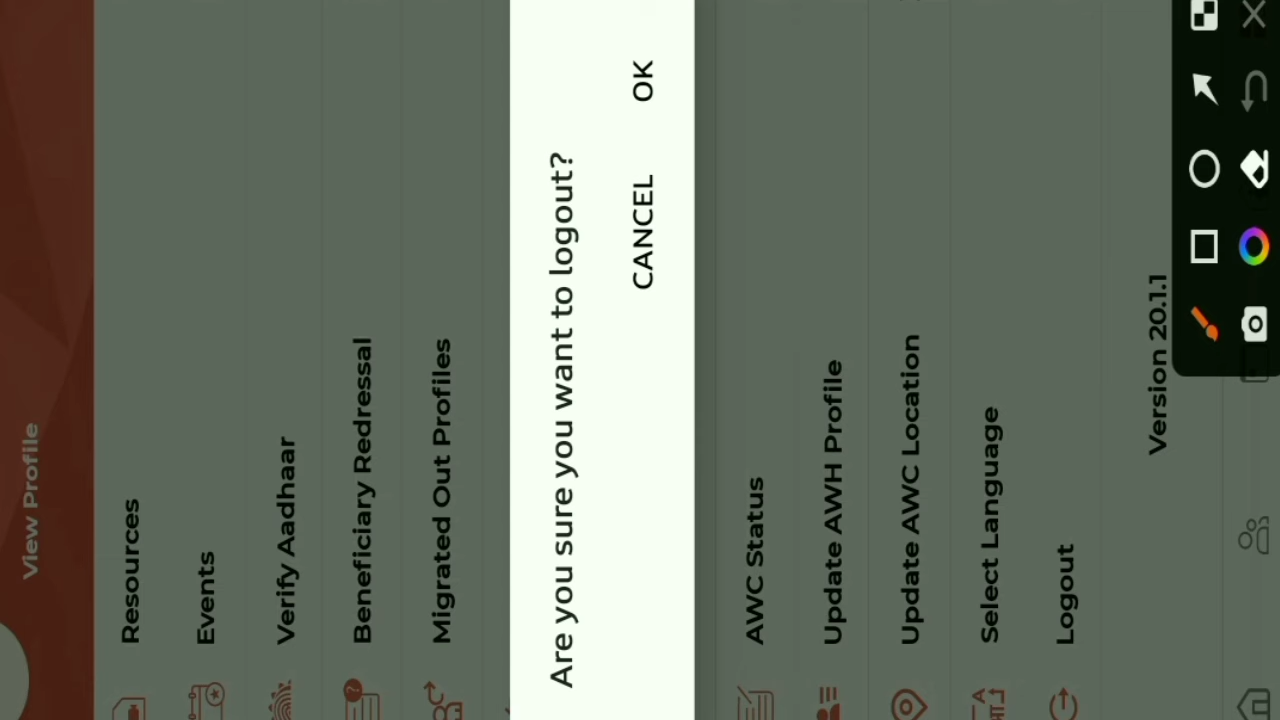 View Profile
Resources
Events
Verify Aadhaar
Beneficiary Redressal
Migrated Out Profiles
Are you sure you want to logout?
CANCEL OK
AWC Status
Update AWH Profile
Update AWC Location
Select Language
Logout
Version 20.1.1